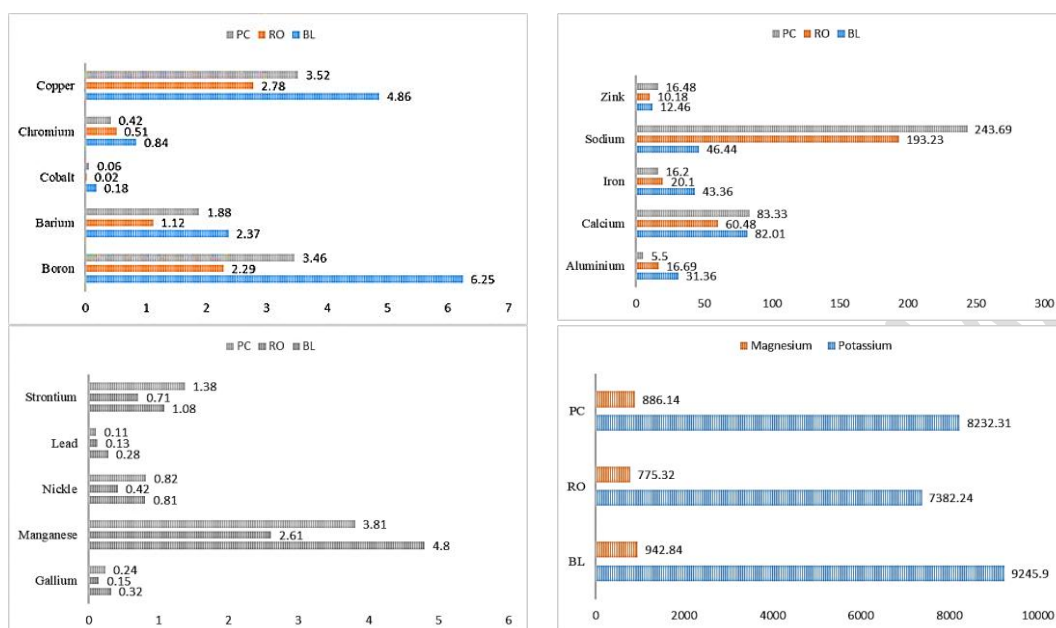 PC RO BL
Copper 3.52
2.78
4.86
Chromium 0.42
0.51
0.84
Cobalt 0.06
0.02
0.18
Barium 1.88
1.12
2.37
Boron 3.46
2.29
6.25
0 1 2 3 4 5 6 7
PC RO BL
Zink 16.48
10.18
12.46
Sodium 243.69
193.23
46.44
Iron 16.2
20.1
43.36
Calcium 83.33
60.48
82.01
Aluminium 5.5
16.69
31.36
0 50 100 150 200 250 300
PC RO BL
Strontium 1.38
0.71
1.08
Lead 0.11
0.13
0.28
Nickle 0.82
0.42
0.81
Manganese 3.81
2.61
4.8
Gallium 0.24
0.15
0.32
0 1 2 3 4 5 6
Magnesium Potassium
PC 886.14
8232.31
RO 775.32
7382.24
BL 942.84
9245.9
0 2000 4000 6000 8000 10000